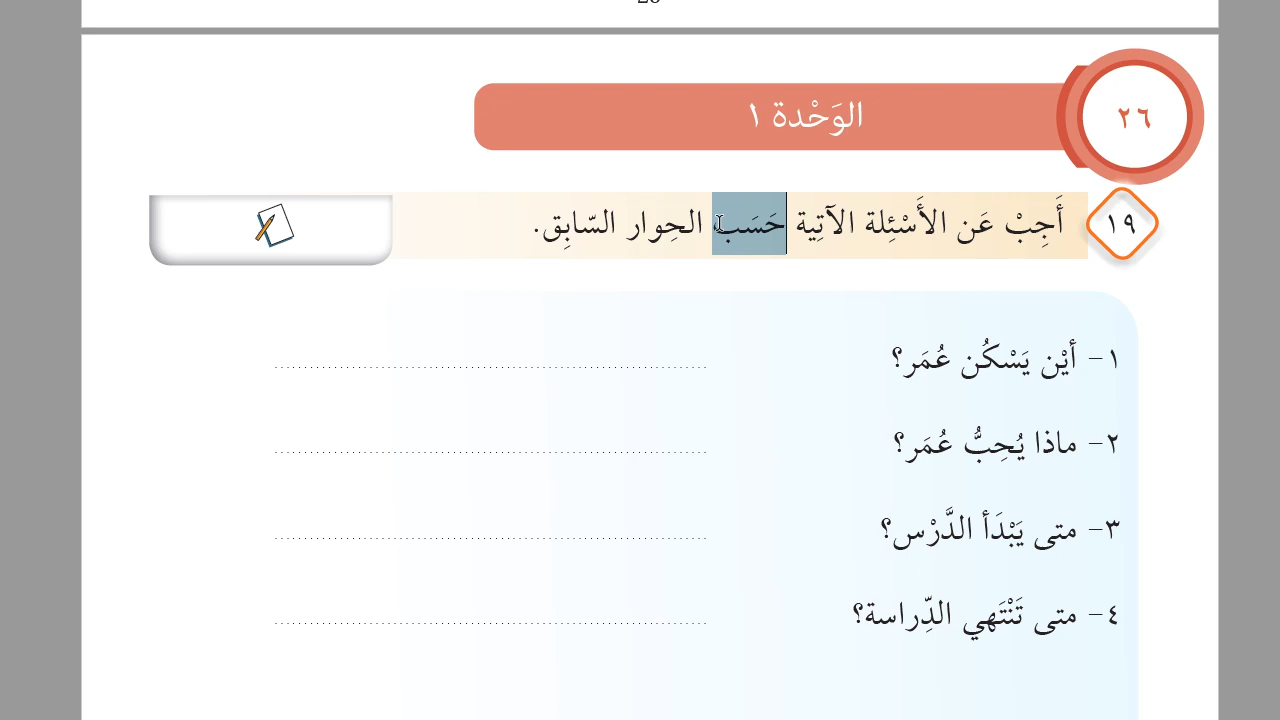 ٢٦
الوَحْدة ١
١٩ أَجِبْ عَن الأَسْئِلة الآتِية حَسَب الحِوار السّابِق.
١- أيْن يَسْكُن عُمَر؟
٢- ماذا يُحِبُّ عُمَر؟
٣- متى يَبْدَأ الدَّرْس؟
٤- متى تَنْتَهي الدِّراسة؟